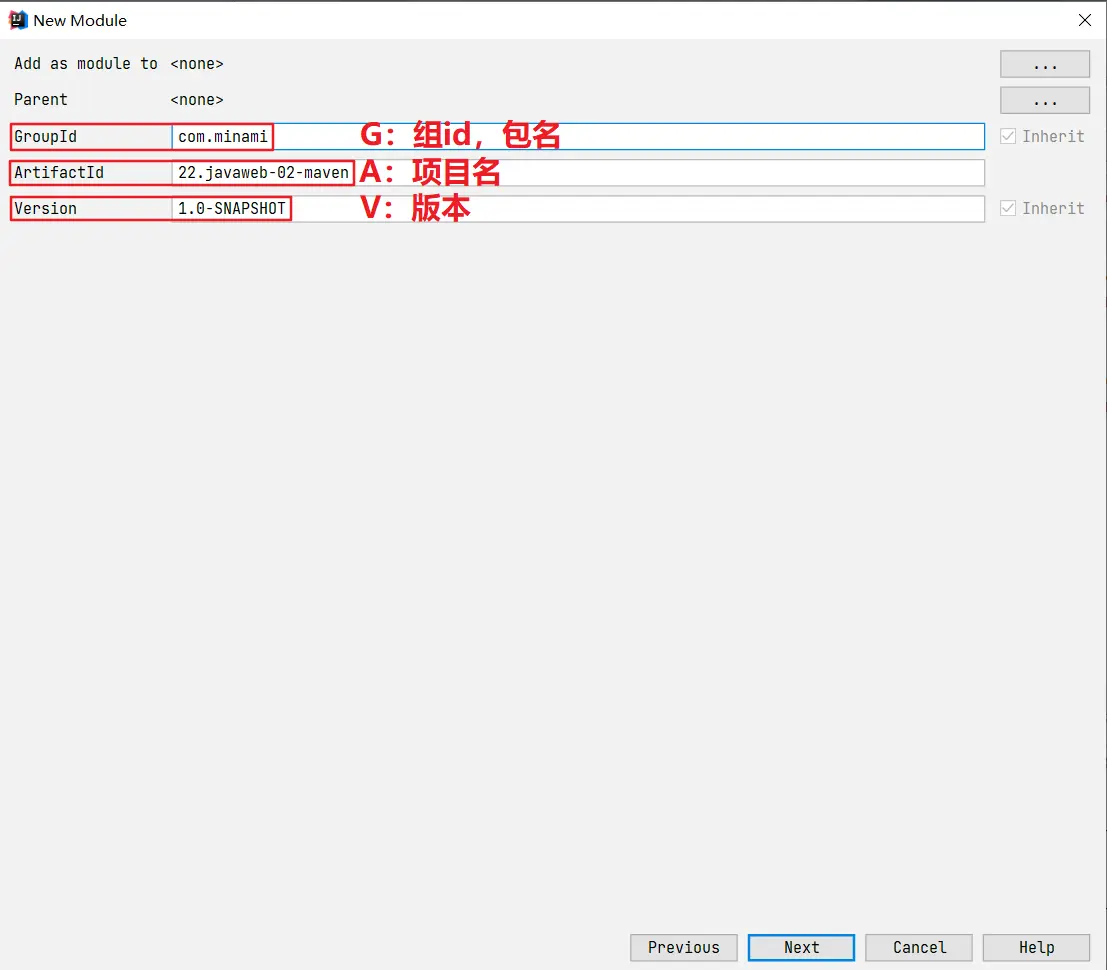 New Module
Add as module to <none> ...
Parent <none> ...
GroupId com.minami G：组id，包名 Inherit
ArtifactId 22.javaweb-02-maven A：项目名
Version 1.0-SNAPSHOT V：版本 Inherit
Previous Next Cancel Help